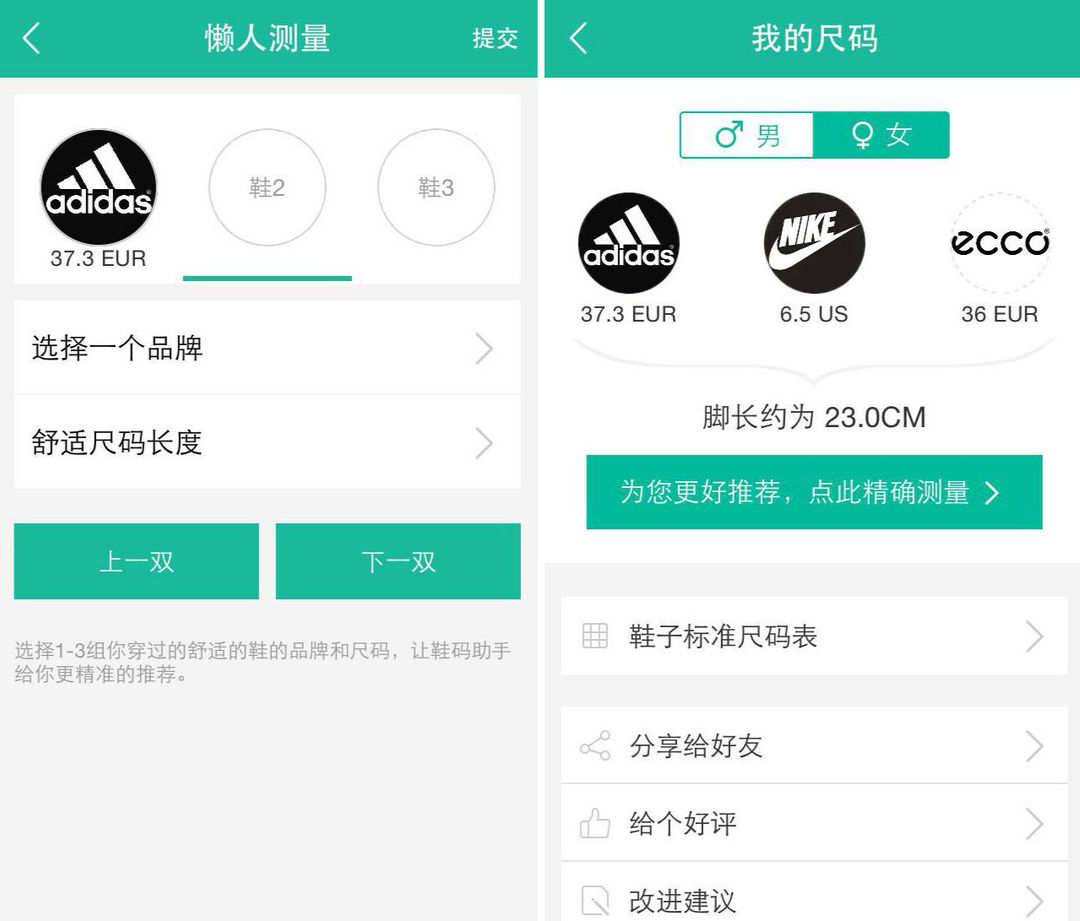 懒人测量
提交
adidas
鞋2
鞋3
37.3 EUR
选择一个品牌
舒适尺码长度
上一双
下一双
选择1-3组你穿过的舒适的鞋的品牌和尺码，让鞋码助手
给你更精准的推荐。
我的尺码
男
女
adidas
NIKE
ecco
37.3 EUR
6.5 US
36 EUR
脚长约为 23.0CM
为您更好推荐，点此精确测量
鞋子标准尺码表
分享给好友
给个好评
改进建议